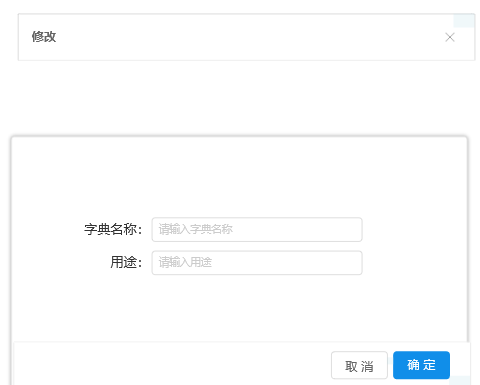 修改
字典名称： 请输入字典名称
用途： 请输入用途
取 消 确 定